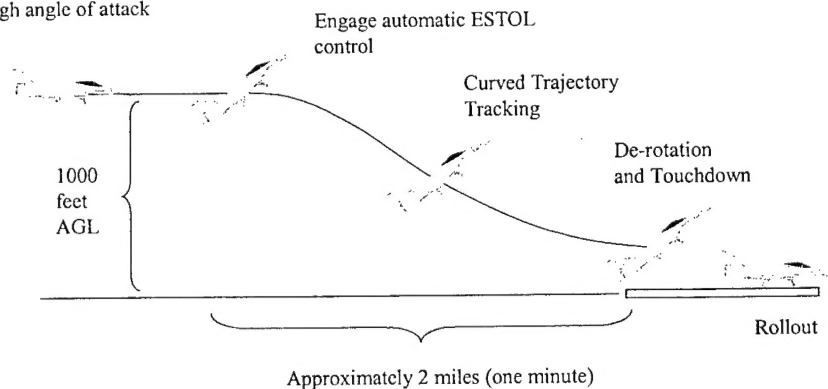 angle of attack
Engage automatic ESTOL
control
Curved Trajectory
Tracking
De-rotation
and Touchdown
1000
feet
AGL
Rollout
Approximately 2 miles (one minute)